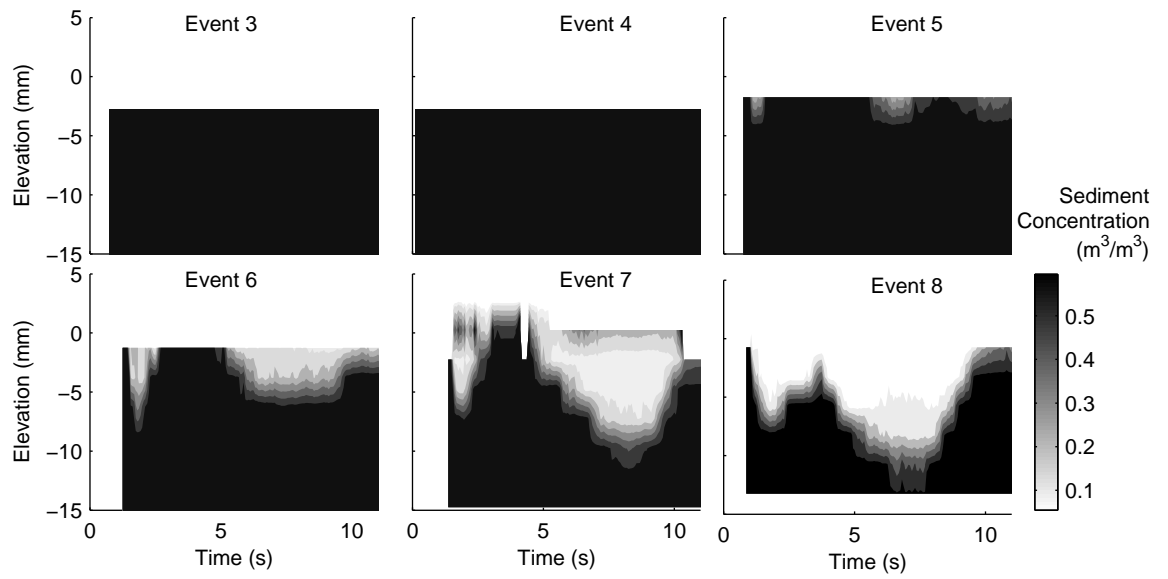 Event 3
Event 4
Event 5
5
0
−5
−10
−15
Elevation (mm)
Sediment
Concentration
(m³/m³)
Event 6
Event 7
Event 8
5
0
−5
−10
−15
Elevation (mm)
0.5
0.4
0.3
0.2
0.1
0 5 10
0 5 10
0 5 10
Time (s)
Time (s)
Time (s)